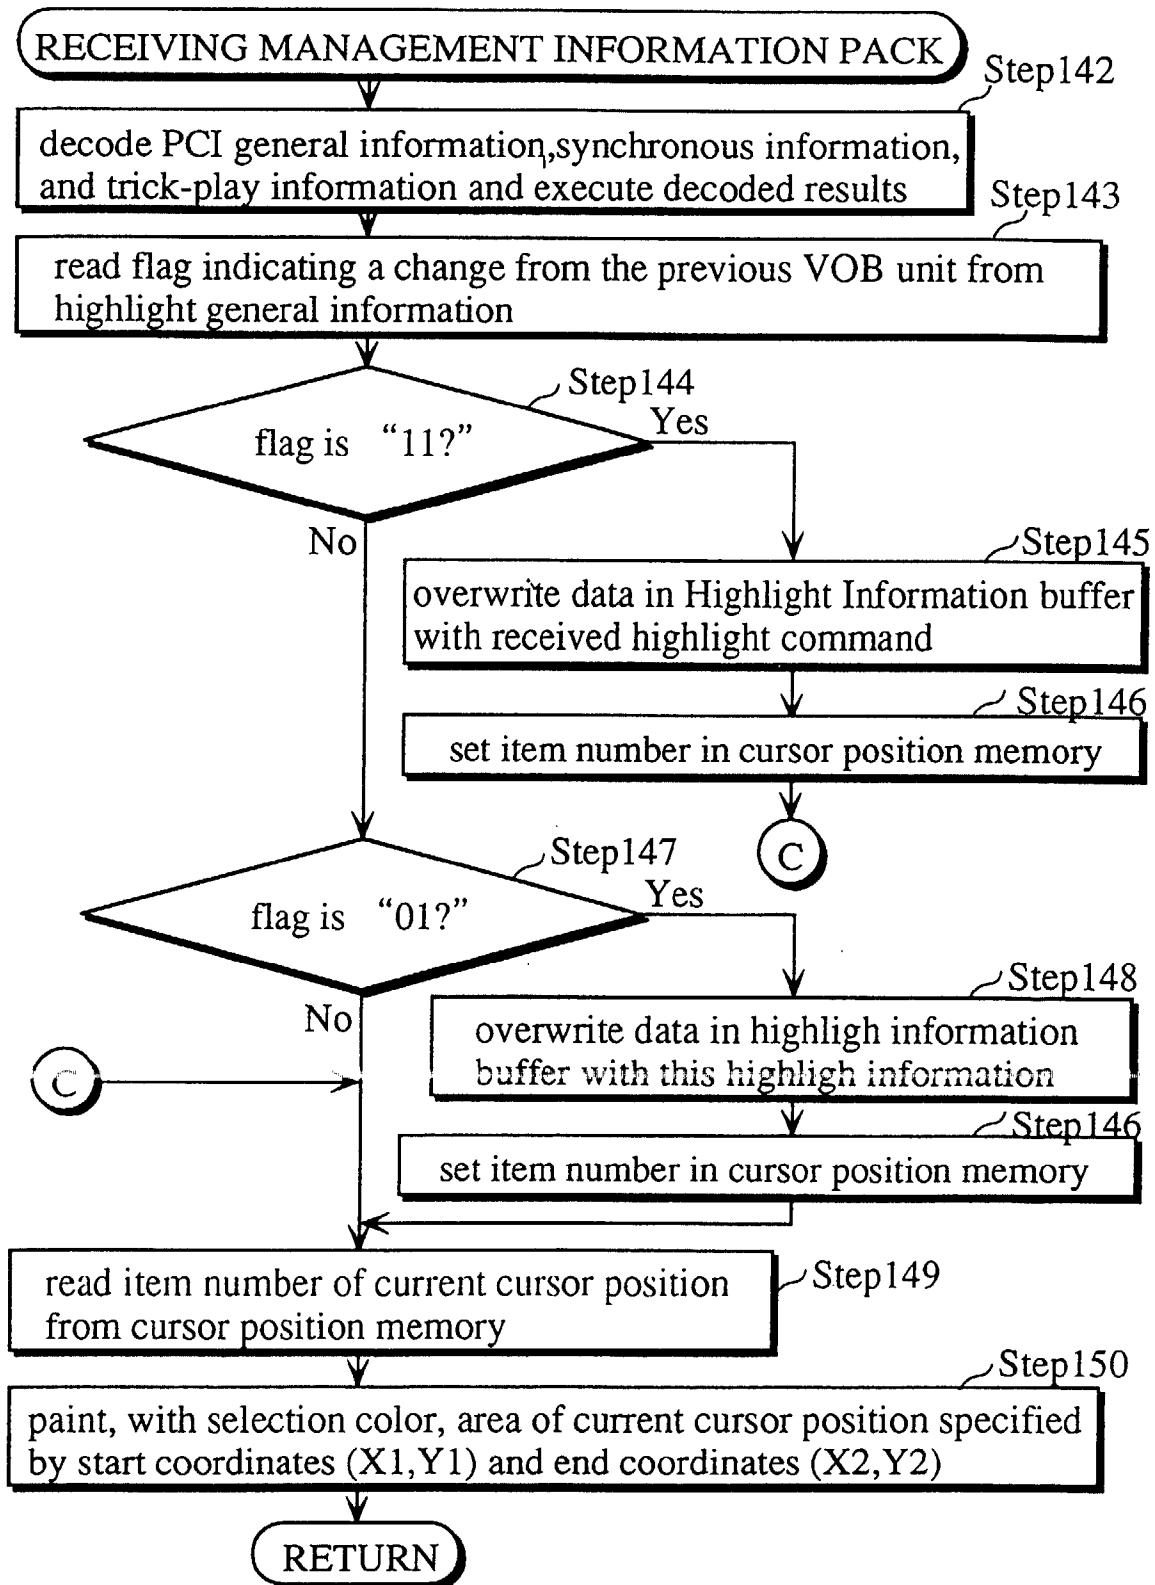 RECEIVING MANAGEMENT INFORMATION PACK
Step142
decode PCI general information,synchronous information,
and trick-play information and execute decoded results
Step143
read flag indicating a change from the previous VOB unit from
highlight general information
Step144
flag is “11?”
Yes
No
Step145
overwrite data in Highlight Information buffer
with received highlight command
Step146
set item number in cursor position memory
C
Step147
flag is “01?”
Yes
No
Step148
overwrite data in highligh information
buffer with this highligh information
C
Step146
set item number in cursor position memory
Step149
read item number of current cursor position
from cursor position memory
Step150
paint, with selection color, area of current cursor position specified
by start coordinates (X1,Y1) and end coordinates (X2,Y2)
RETURN